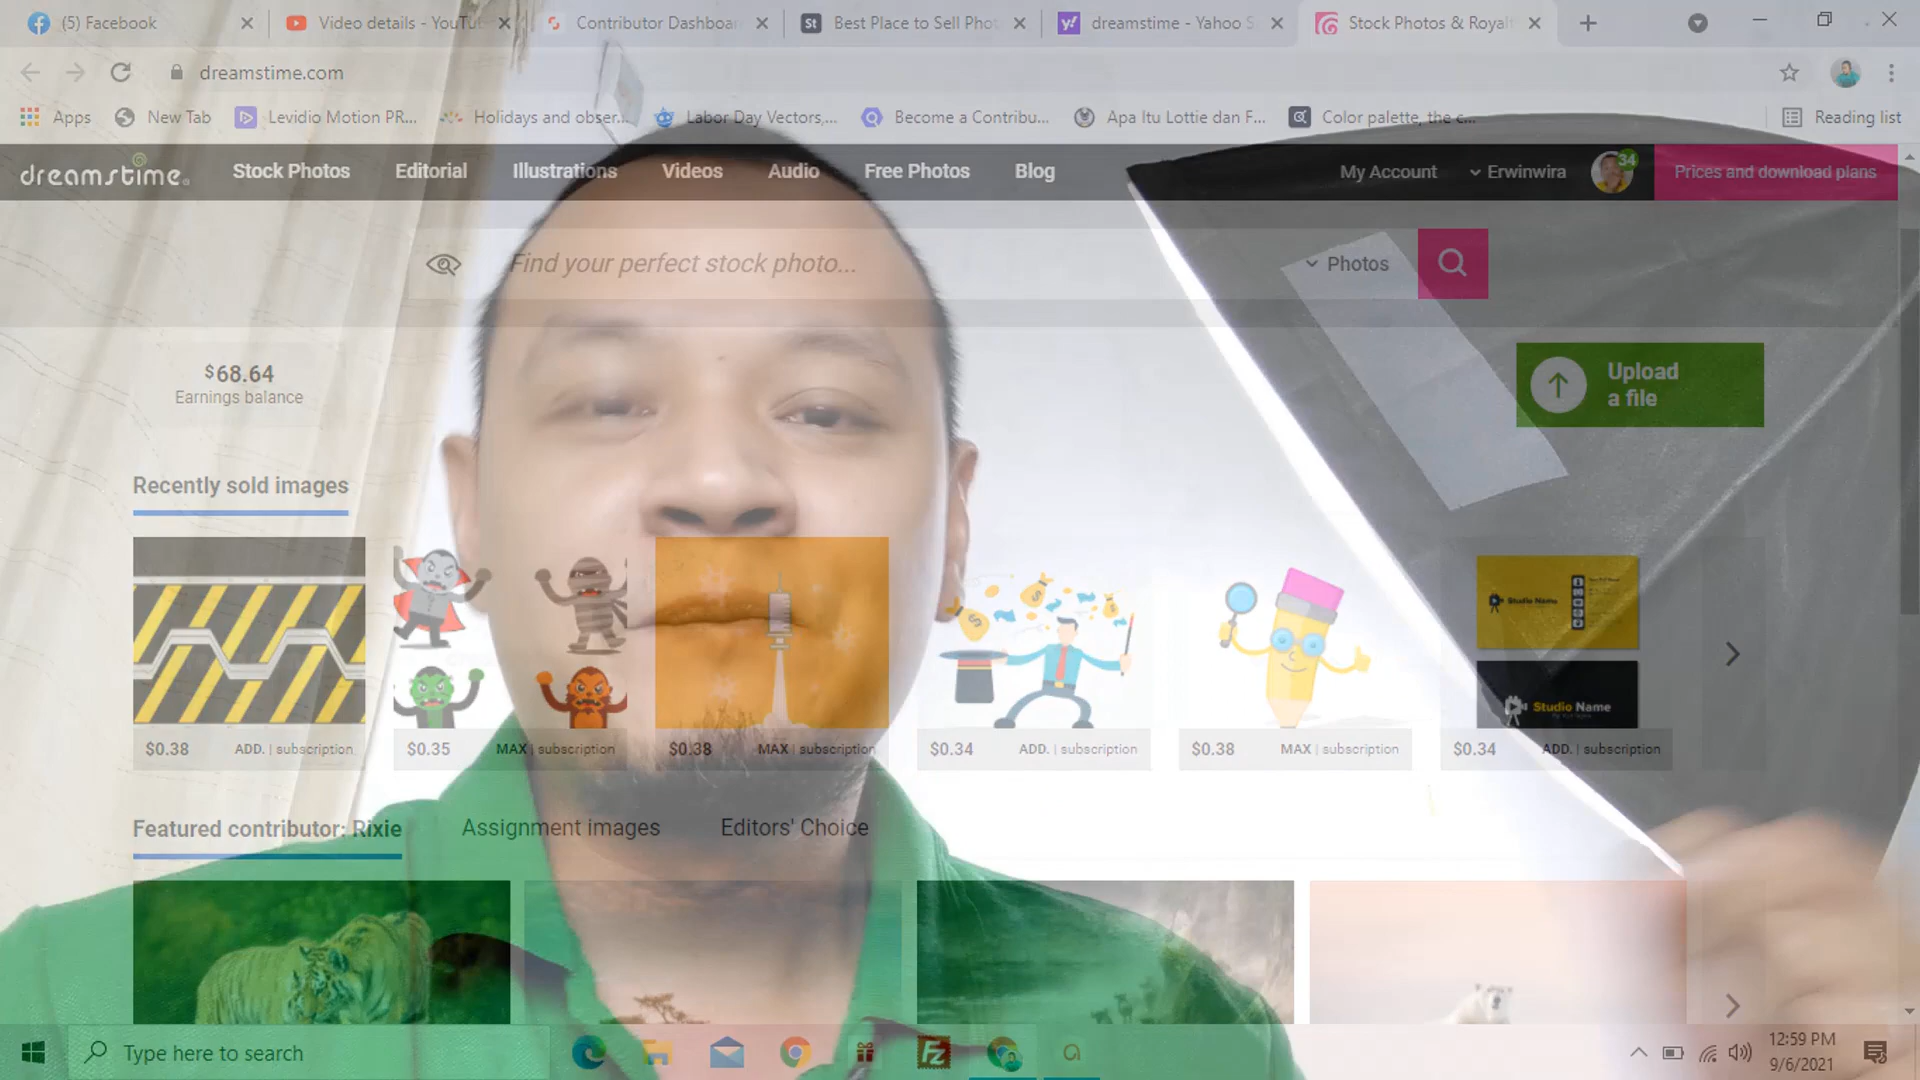 (5) Facebook
Video details - YouTu
Contributor Dashboar
St
Best Place to Sell Phot
y!
dreamstime - Yahoo S
Stock Photos & Royalt
dreamstime.com
Apps
New Tab
Levidio Motion PR...
Holidays and obser...
Labor Day Vectors,...
Become a Contribu...
Apa Itu Lottie dan F...
Color palette, the c...
Reading list
dreamstime.
Stock Photos
Editorial
Illustrations
Videos
Audio
Free Photos
Blog
My Account
Erwinwira
34
Prices and download plans
Find your perfect stock photo...
Photos
$68.64
Earnings balance
Upload
a file
Recently sold images
Studio Name
Studio Name
$0.38 ADD. | subscription
$0.35 MAX | subscription
$0.38 MAX | subscription
$0.34 ADD. | subscription
$0.38 MAX | subscription
$0.34 ADD. | subscription
Featured contributor: Rixie
Assignment images
Editors' Choice
Type here to search
Fz
12:59 PM
9/6/2021